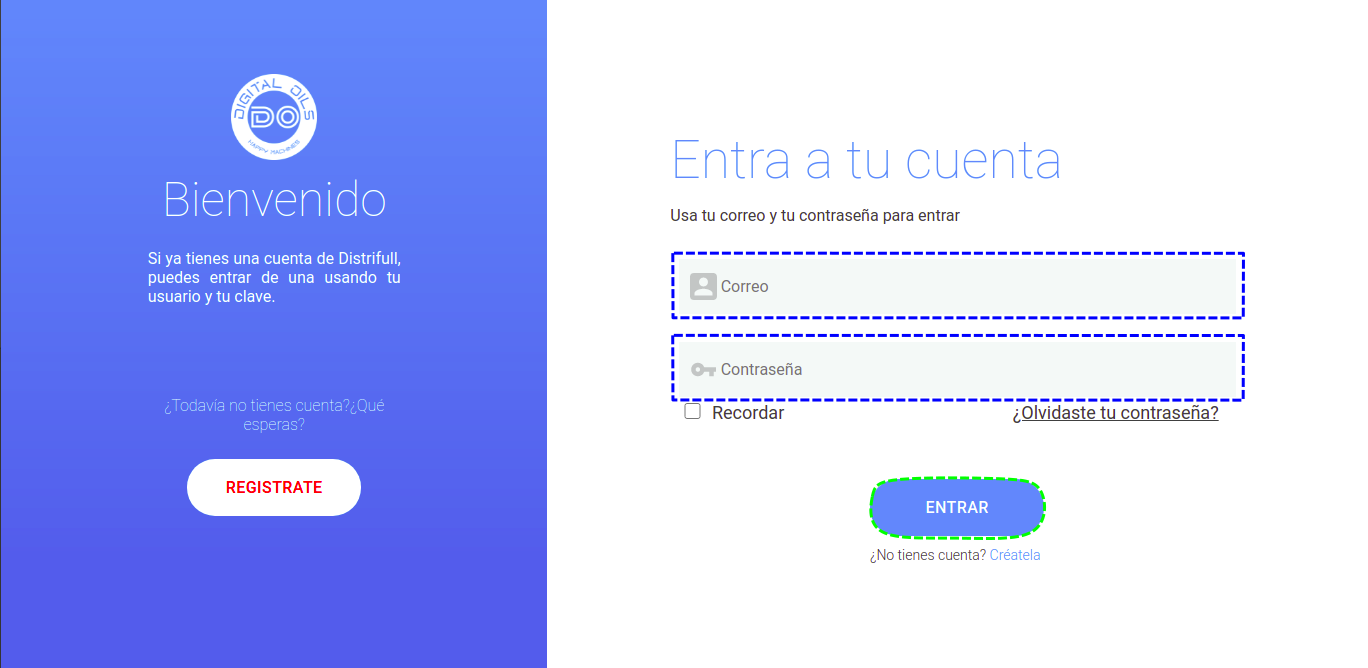 DIGITAL OILS
DO
HAPPY MACHINES
Bienvenido
Si ya tienes una cuenta de Distrifull,
puedes entrar de una usando tu
usuario y tu clave.
¿Todavía no tienes cuenta?¿Qué
esperas?
REGISTRATE
Entra a tu cuenta
Usa tu correo y tu contraseña para entrar
Correo
Contraseña
Recordar
¿Olvidaste tu contraseña?
ENTRAR
¿No tienes cuenta? Créatela